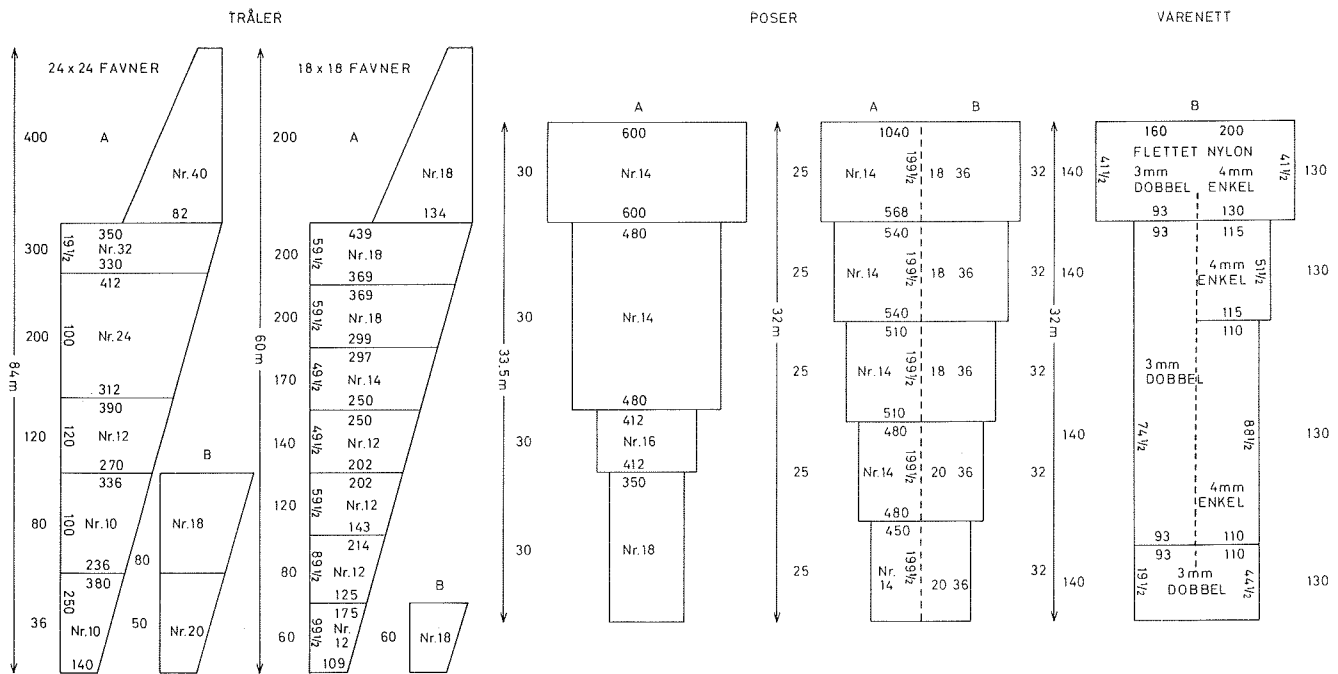 TRÅLER
POSER
VARENETT
24 x 24 FAVNER
84 m
400
A
Nr. 40
82
300
19 1/2
350
Nr. 32
330
200
100
412
Nr. 24
312
120
120
390
Nr. 12
270
80
100
336
Nr. 10
236
36
250
380
Nr. 10
140
B
80
Nr. 18
50
Nr. 20
18 x 18 FAVNER
60 m
200
A
Nr. 18
134
200
59 1/2
439
Nr. 18
369
200
59 1/2
369
Nr. 18
299
170
49 1/2
297
Nr. 14
250
140
49 1/2
250
Nr. 12
202
120
59 1/2
202
Nr. 12
143
80
89 1/2
214
Nr. 12
125
60
99 1/2
175
Nr.
12
109
B
60
Nr. 18
A
33.5 m
30
600
Nr. 14
600
30
480
Nr. 14
480
30
412
Nr. 16
412
30
350
Nr. 18
A B
32 m
32 m
25
1040
Nr. 14 199 1/2 18 36
568
32
25
540
Nr. 14 199 1/2 18 36
540
32
25
510
Nr. 14 199 1/2 18 36
510
32
25
480
Nr. 14 199 1/2 20 36
480
32
25
450
Nr.
14 199 1/2 20 36
32
B
140
160 200
FLETTET NYLON
41 1/2 3 mm 4 mm 41 1/2
DOBBEL ENKEL
93 130
130
140
93 115
4 mm
ENKEL
51 1/2
115
130
110
3 mm
DOBBEL
140
74 1/2
88 1/2
130
4 mm
ENKEL
93 110
140
93 110
19 1/2 3 mm 44 1/2
DOBBEL
130